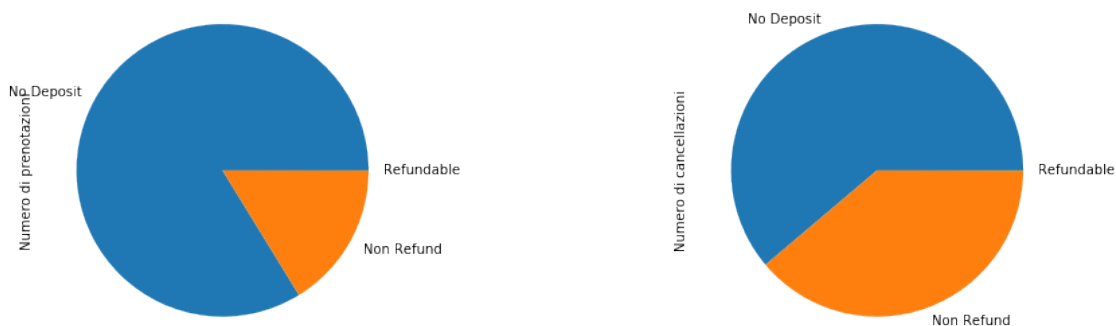 No Deposit
Numero di prenotazioni
Refundable
Non Refund
No Deposit
Numero di cancellazioni
Refundable
Non Refund